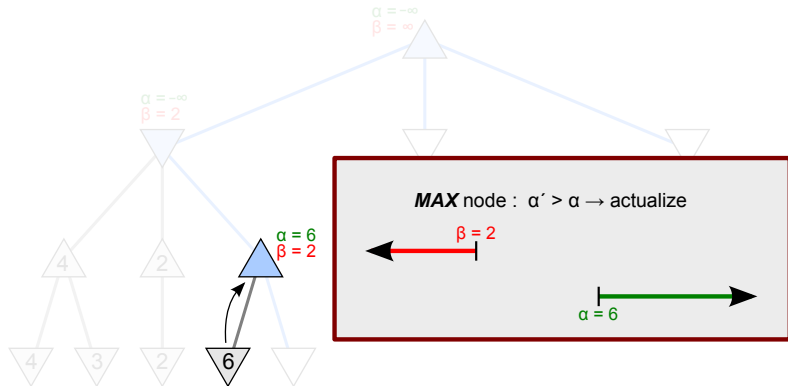 α = −∞
β = ∞
α = −∞
β = 2
MAX node : α´ > α → actualize
β = 2
α = 6
α = 6
β = 2
4
2
4
3
2
6